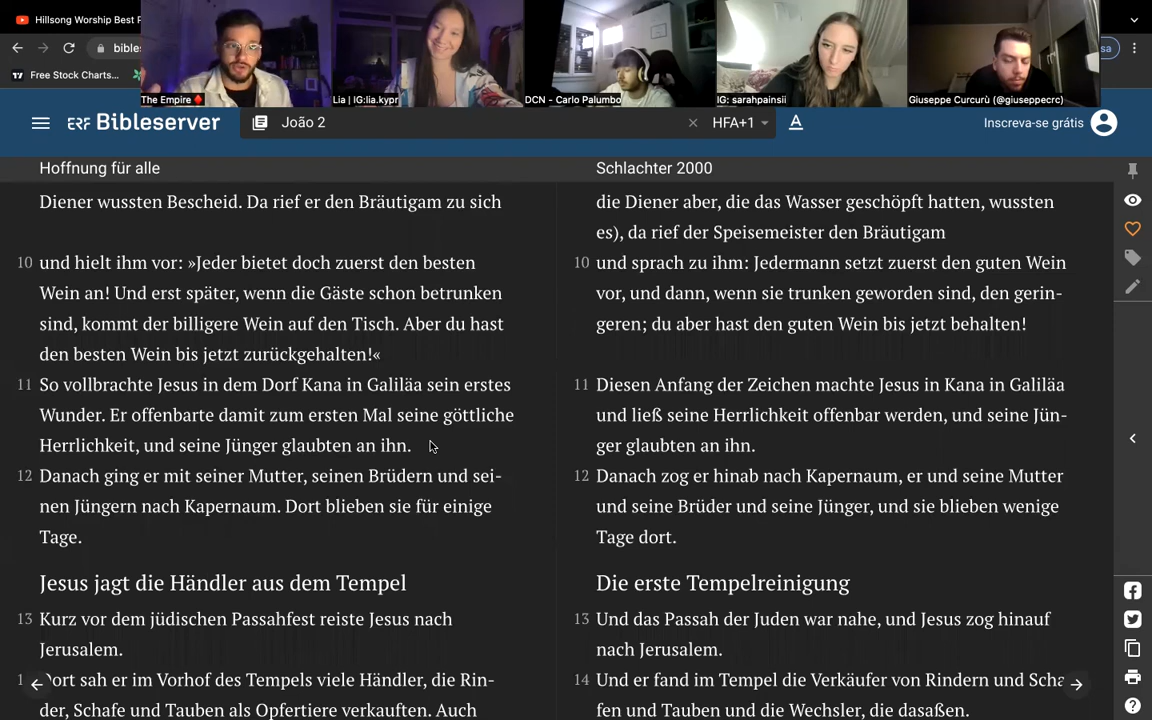 Hillsong Worship Best P
bibles
sa
Free Stock Charts...
The Empire
Lia | IG:lia.kypr
DCN - Carlo Palumbo
IG: sarahpainsii
Giuseppe Curcurù (@giuseppecrc)
ERF Bibleserver
João 2
HFA+1
A
Inscreva-se grátis
Hoffnung für alle
Diener wussten Bescheid. Da rief er den Bräutigam zu sich
10 und hielt ihm vor: »Jeder bietet doch zuerst den besten
Wein an! Und erst später, wenn die Gäste schon betrunken
sind, kommt der billigere Wein auf den Tisch. Aber du hast
den besten Wein bis jetzt zurückgehalten!«
11 So vollbrachte Jesus in dem Dorf Kana in Galiläa sein erstes
Wunder. Er offenbarte damit zum ersten Mal seine göttliche
Herrlichkeit, und seine Jünger glaubten an ihn.
12 Danach ging er mit seiner Mutter, seinen Brüdern und sei-
nen Jüngern nach Kapernaum. Dort blieben sie für einige
Tage.
Jesus jagt die Händler aus dem Tempel
13 Kurz vor dem jüdischen Passahfest reiste Jesus nach
Jerusalem.
1 Dort sah er im Vorhof des Tempels viele Händler, die Rin-
der, Schafe und Tauben als Opfertiere verkauften. Auch
Schlachter 2000
die Diener aber, die das Wasser geschöpft hatten, wussten
es), da rief der Speisemeister den Bräutigam
10 und sprach zu ihm: Jedermann setzt zuerst den guten Wein
vor, und dann, wenn sie trunken geworden sind, den gerin-
geren; du aber hast den guten Wein bis jetzt behalten!
11 Diesen Anfang der Zeichen machte Jesus in Kana in Galiläa
und ließ seine Herrlichkeit offenbar werden, und seine Jün-
ger glaubten an ihn.
12 Danach zog er hinab nach Kapernaum, er und seine Mutter
und seine Brüder und seine Jünger, und sie blieben wenige
Tage dort.
Die erste Tempelreinigung
13 Und das Passah der Juden war nahe, und Jesus zog hinauf
nach Jerusalem.
14 Und er fand im Tempel die Verkäufer von Rindern und Scha
fen und Tauben und die Wechsler, die dasaßen.